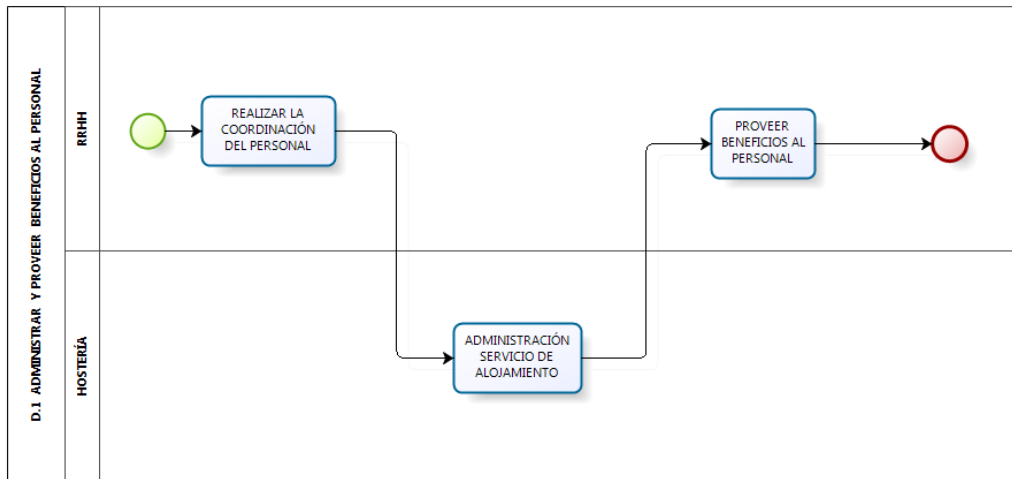 D.1 ADMINISTRAR Y PROVEER BENEFICIOS AL PERSONAL
RRHH
REALIZAR LA
COORDINACIÓN
DEL PERSONAL
PROVEER
BENEFICIOS AL
PERSONAL
HOSTERÍA
ADMINISTRACIÓN
SERVICIO DE
ALOJAMIENTO